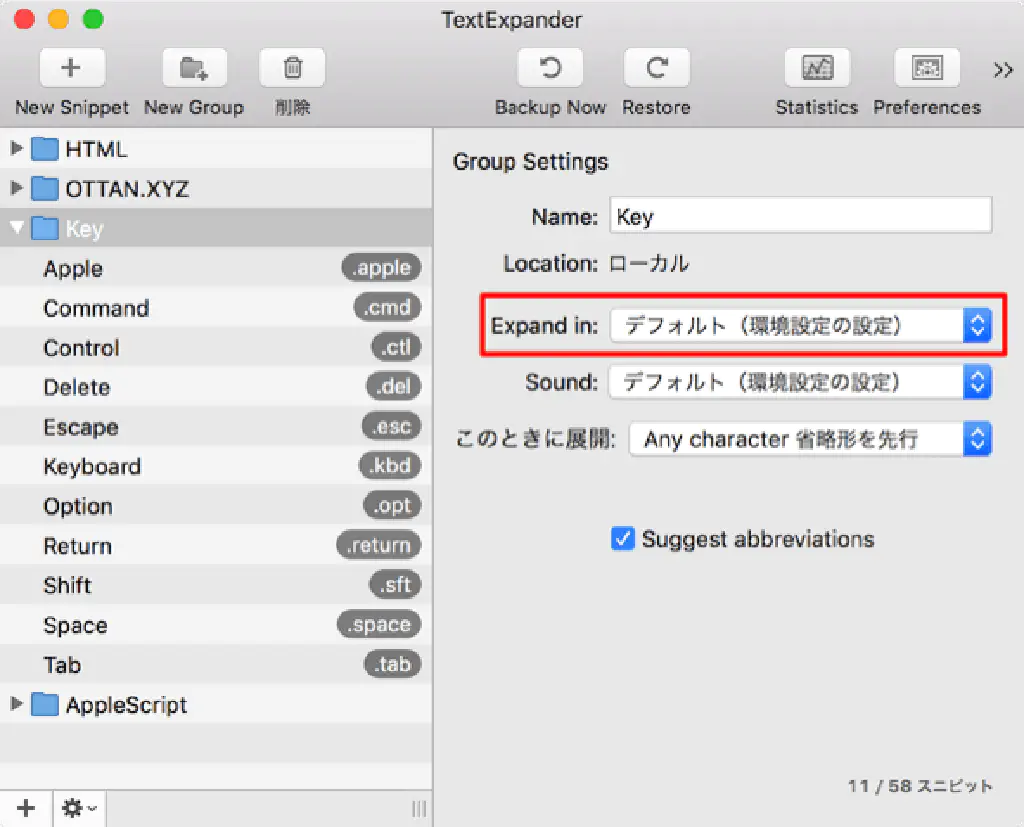 TextExpander
New Snippet New Group 削除 Backup Now Restore Statistics Preferences
HTML
OTTAN.XYZ
Key
Apple .apple
Command .cmd
Control .ctl
Delete .del
Escape .esc
Keyboard .kbd
Option .opt
Return .return
Shift .sft
Space .space
Tab .tab
AppleScript
Group Settings
Name: Key
Location: ローカル
Expand in: デフォルト（環境設定の設定）
Sound: デフォルト（環境設定の設定）
このときに展開: Any character 省略形を先行
Suggest abbreviations
11 / 58 スニペット